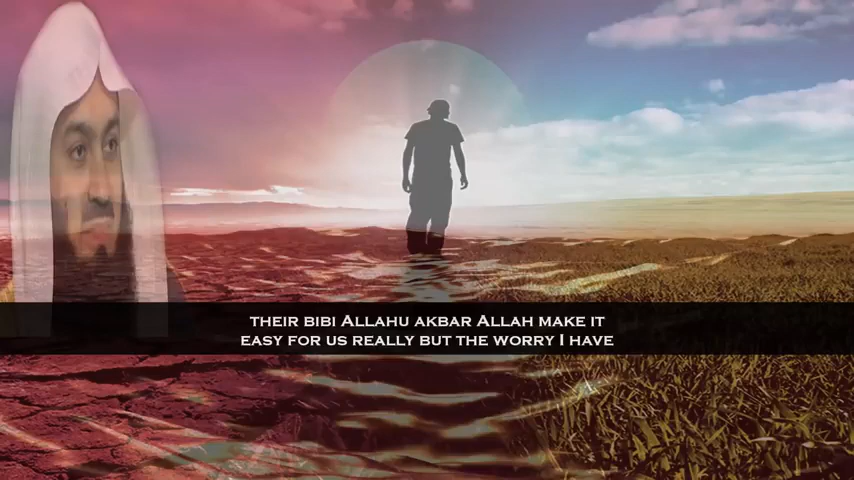 THEIR BIBI ALLAHU AKBAR ALLAH MAKE IT
EASY FOR US REALLY BUT THE WORRY I HAVE